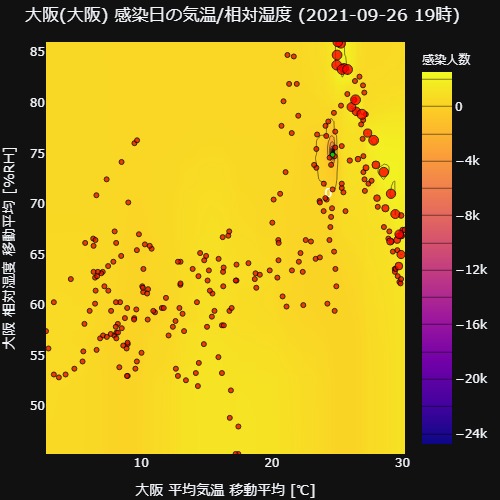 大阪(大阪) 感染日の気温/相対湿度 (2021-09-26 19時)
感染人数
85
80
75
70
65
60
55
50
大阪 相対湿度 移動平均 [%RH]
10
20
30
大阪 平均気温 移動平均 [℃]
0
−4k
−8k
−12k
−16k
−20k
−24k